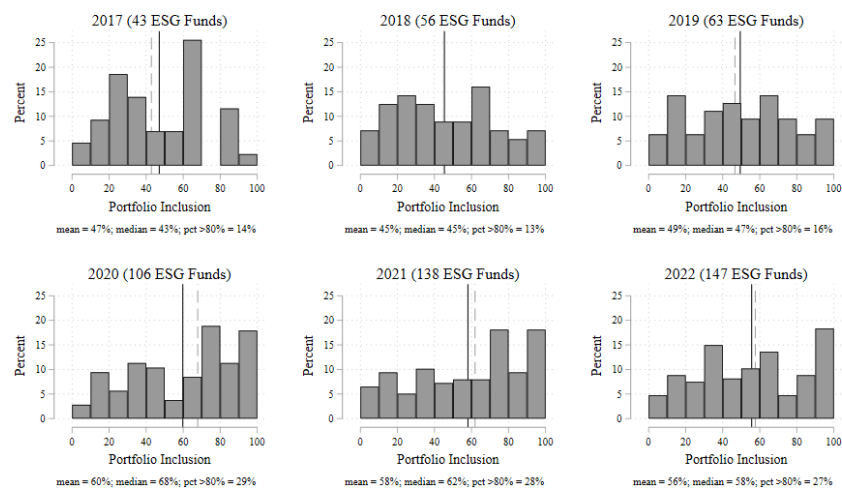 2017 (43 ESG Funds)
25
20
15
10
5
0
Percent
0 20 40 60 80 100
Portfolio Inclusion
mean = 47%; median = 43%; pct >80% = 14%
2018 (56 ESG Funds)
25
20
15
10
5
0
Percent
0 20 40 60 80 100
Portfolio Inclusion
mean = 45%; median = 45%; pct >80% = 13%
2019 (63 ESG Funds)
25
20
15
10
5
0
Percent
0 20 40 60 80 100
Portfolio Inclusion
mean = 49%; median = 47%; pct >80% = 16%
2020 (106 ESG Funds)
25
20
15
10
5
0
Percent
0 20 40 60 80 100
Portfolio Inclusion
mean = 60%; median = 68%; pct >80% = 29%
2021 (138 ESG Funds)
25
20
15
10
5
0
Percent
0 20 40 60 80 100
Portfolio Inclusion
mean = 58%; median = 62%; pct >80% = 28%
2022 (147 ESG Funds)
25
20
15
10
5
0
Percent
0 20 40 60 80 100
Portfolio Inclusion
mean = 56%; median = 58%; pct >80% = 27%